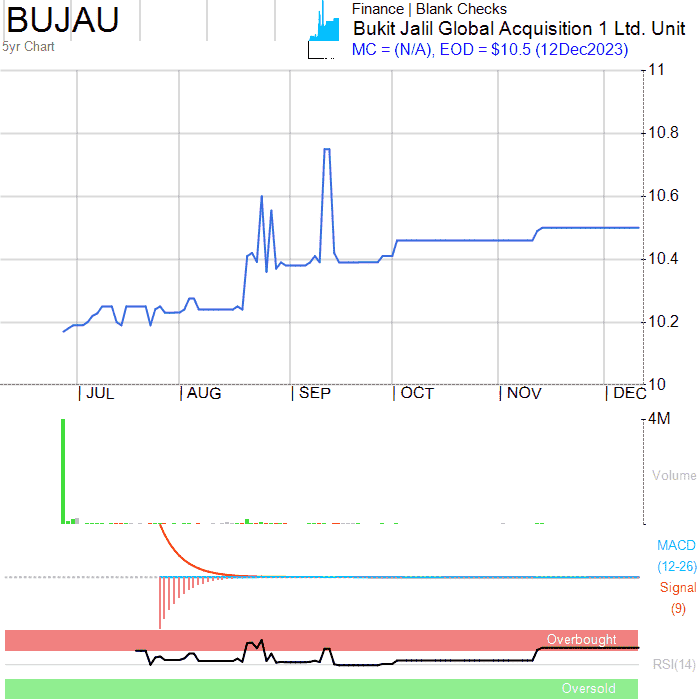 BUJAU
5yr Chart
Finance | Blank Checks
Bukit Jalil Global Acquisition 1 Ltd. Unit
MC = (N/A), EOD = $10.5 (12Dec2023)
11
10.8
10.6
10.4
10.2
10
JUL AUG SEP OCT NOV DEC
4M
Volume
MACD
(12-26)
Signal
(9)
Overbought
RSI(14)
Oversold